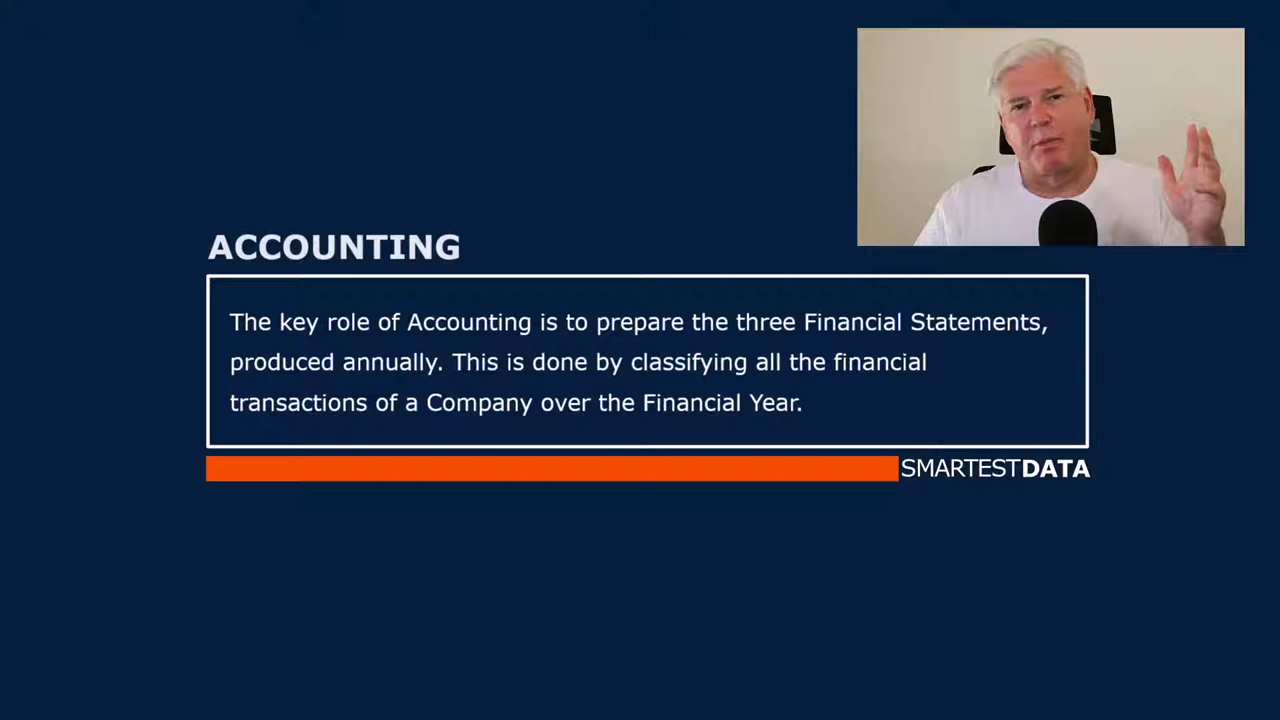 ACCOUNTING
The key role of Accounting is to prepare the three Financial Statements,
produced annually. This is done by classifying all the financial
transactions of a Company over the Financial Year.
SMARTESTDATA